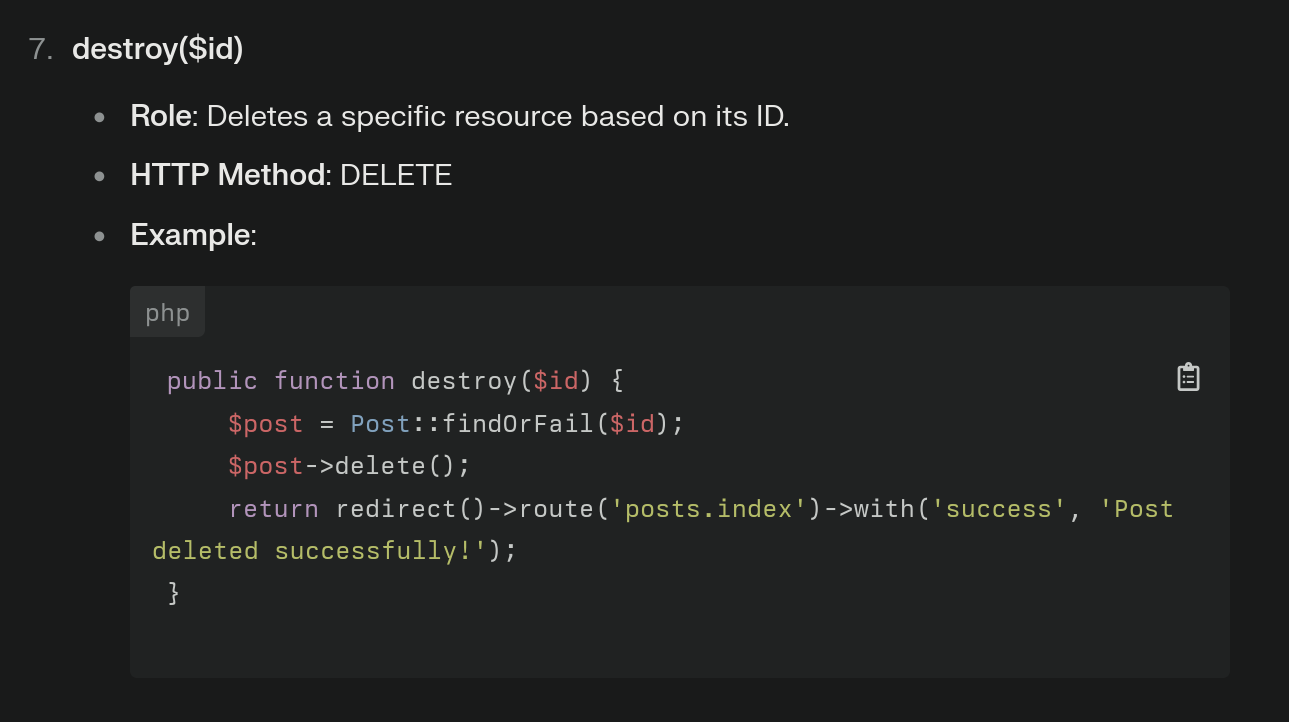 7. destroy($id)
• Role: Deletes a specific resource based on its ID.
• HTTP Method: DELETE
• Example:
php
public function destroy($id) {
    $post = Post::findOrFail($id);
    $post->delete();
    return redirect()->route('posts.index')->with('success', 'Post
deleted successfully!');
}